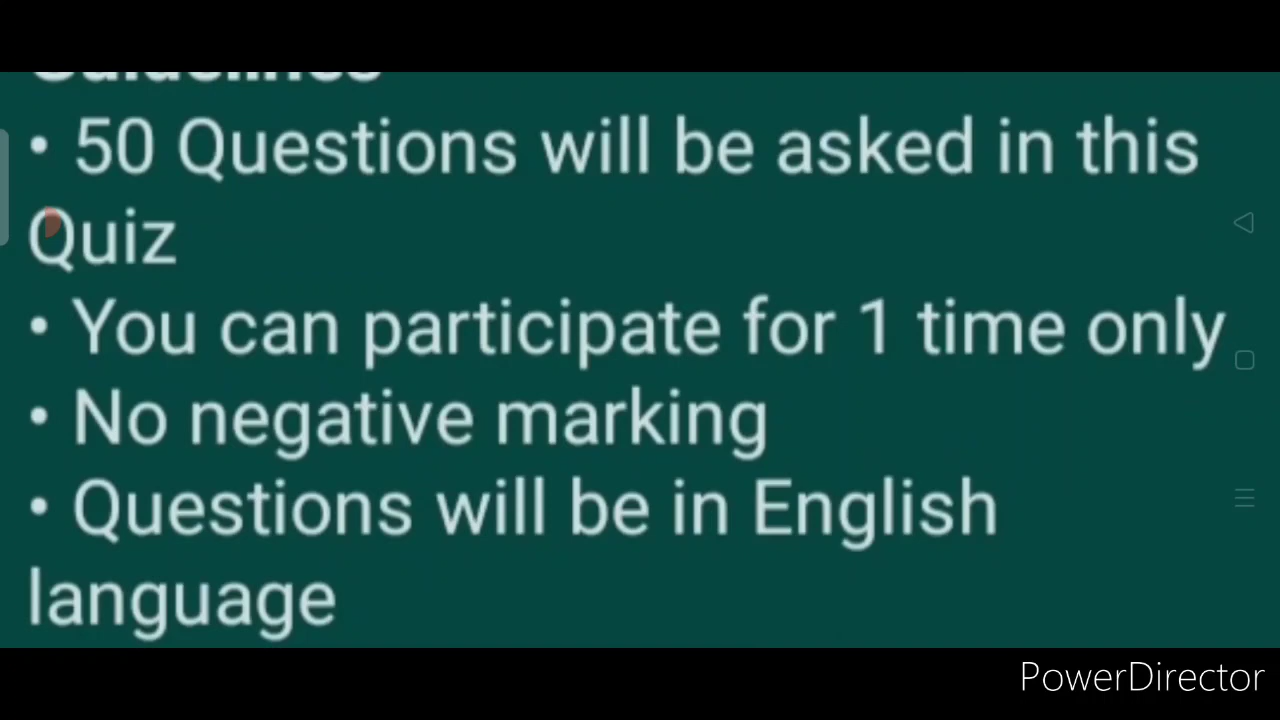 Guidelines
• 50 Questions will be asked in this
Quiz
• You can participate for 1 time only
• No negative marking
• Questions will be in English
language
PowerDirector